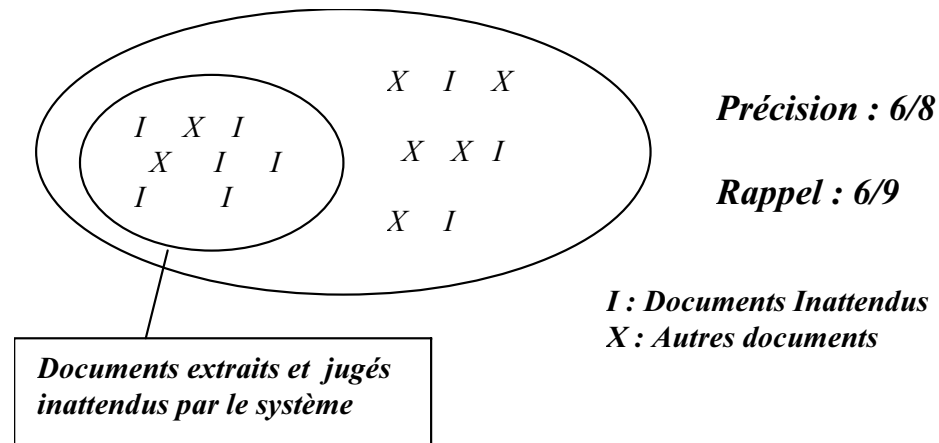 X I X
I X I
X I I
I I
X X I
X I
Précision : 6/8
Rappel : 6/9
I : Documents Inattendus
X : Autres documents
Documents extraits et jugés
inattendus par le système